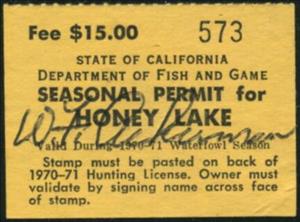 Fee $15.00 573
STATE OF CALIFORNIA
DEPARTMENT OF FISH AND GAME
SEASONAL PERMIT for
HONEY LAKE
Valid During 1970-71 Waterfowl Season
Stamp must be pasted on back of
1970-71 Hunting License. Owner must
validate by signing name across face
of stamp.